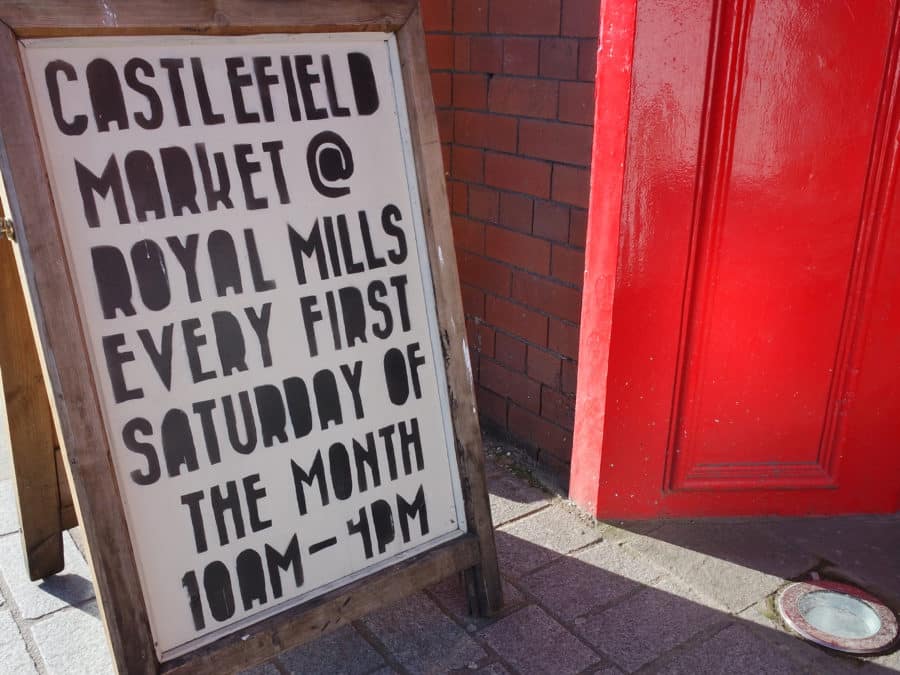 CASTLEFIELD
MARKET @
ROYAL MILLS
EVERY FIRST
SATURDAY OF
THE MONTH
10AM - 4PM